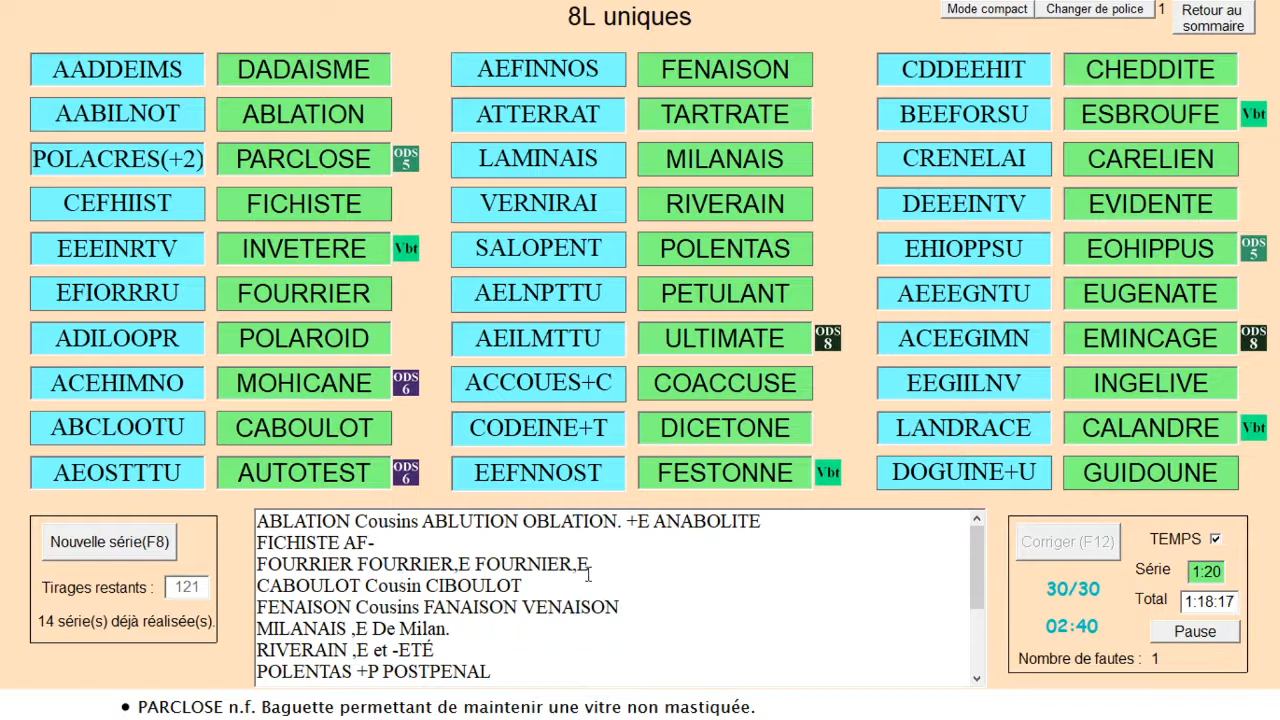 8L uniques
Mode compact Changer de police 1 Retour au sommaire
AADDEIMS DADAISME AEFINNOS FENAISON CDDEEHIT CHEDDITE
AABILNOT ABLATION ATTERRAT TARTRATE BEEFORSU ESBROUFE Vbt
POLACRES(+2) PARCLOSE ODS 5 LAMINAIS MILANAIS CRENELAI CARELIEN
CEFHIIST FICHISTE VERNIRAI RIVERAIN DEEEINTV EVIDENTE
EEEINRTV INVETERE Vbt SALOPENT POLENTAS EHIOPPSU EOHIPPUS ODS 5
EFIORRRU FOURRIER AELNPTTU PETULANT AEEEGNTU EUGENATE
ADILOOPR POLAROID AEILMTTU ULTIMATE ODS 8 ACEEGIMN EMINCAGE ODS 8
ACEHIMNO MOHICANE ODS 6 ACCOUES+C COACCUSE EEGIILNV INGELIVE
ABCLOOTU CABOULOT CODEINE+T DICETONE LANDRACE CALANDRE Vbt
AEOSTTTU AUTOTEST ODS 6 EEFNNOST FESTONNE Vbt DOGUINE+U GUIDOUNE
Nouvelle série(F8)
Tirages restants : 121
14 série(s) déjà réalisée(s).
ABLATION Cousins ABLUTION OBLATION. +E ANABOLITE
FICHISTE AF-
FOURRIER FOURRIER,E FOURNIER,E
CABOULOT Cousin CIBOULOT
FENAISON Cousins FANAISON VENAISON
MILANAIS ,E De Milan.
RIVERAIN ,E et -ETÉ
POLENTAS +P POSTPENAL
Corriger (F12) TEMPS
Série 1:20
30/30
Total 1:18:17
02:40 Pause
Nombre de fautes : 1
• PARCLOSE n.f. Baguette permettant de maintenir une vitre non mastiquée.